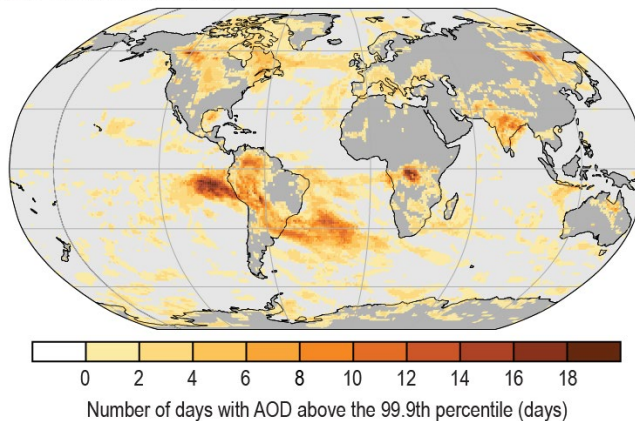 0 2 4 6 8 10 12 14 16 18
Number of days with AOD above the 99.9th percentile (days)